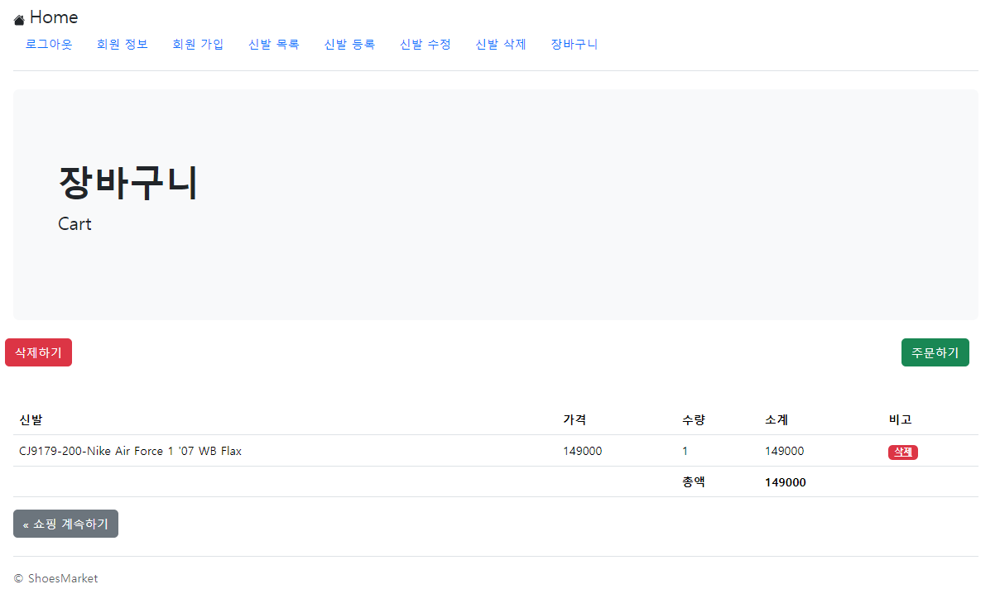 Home
로그아웃 회원 정보 회원 가입 신발 목록 신발 등록 신발 수정 신발 삭제 장바구니
장바구니
Cart
삭제하기 주문하기
신발 가격 수량 소계 비고
CJ9179-200-Nike Air Force 1 '07 WB Flax 149000 1 149000 삭제
총액 149000
« 쇼핑 계속하기
© ShoesMarket